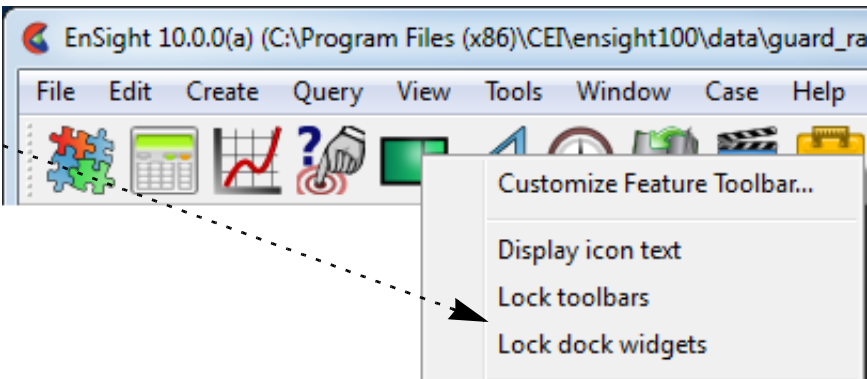 EnSight 10.0.0(a) (C:\Program Files (x86)\CEI\ensight100\data\guard_ra
File Edit Create Query View Tools Window Case Help
Customize Feature Toolbar...
Display icon text
Lock toolbars
Lock dock widgets